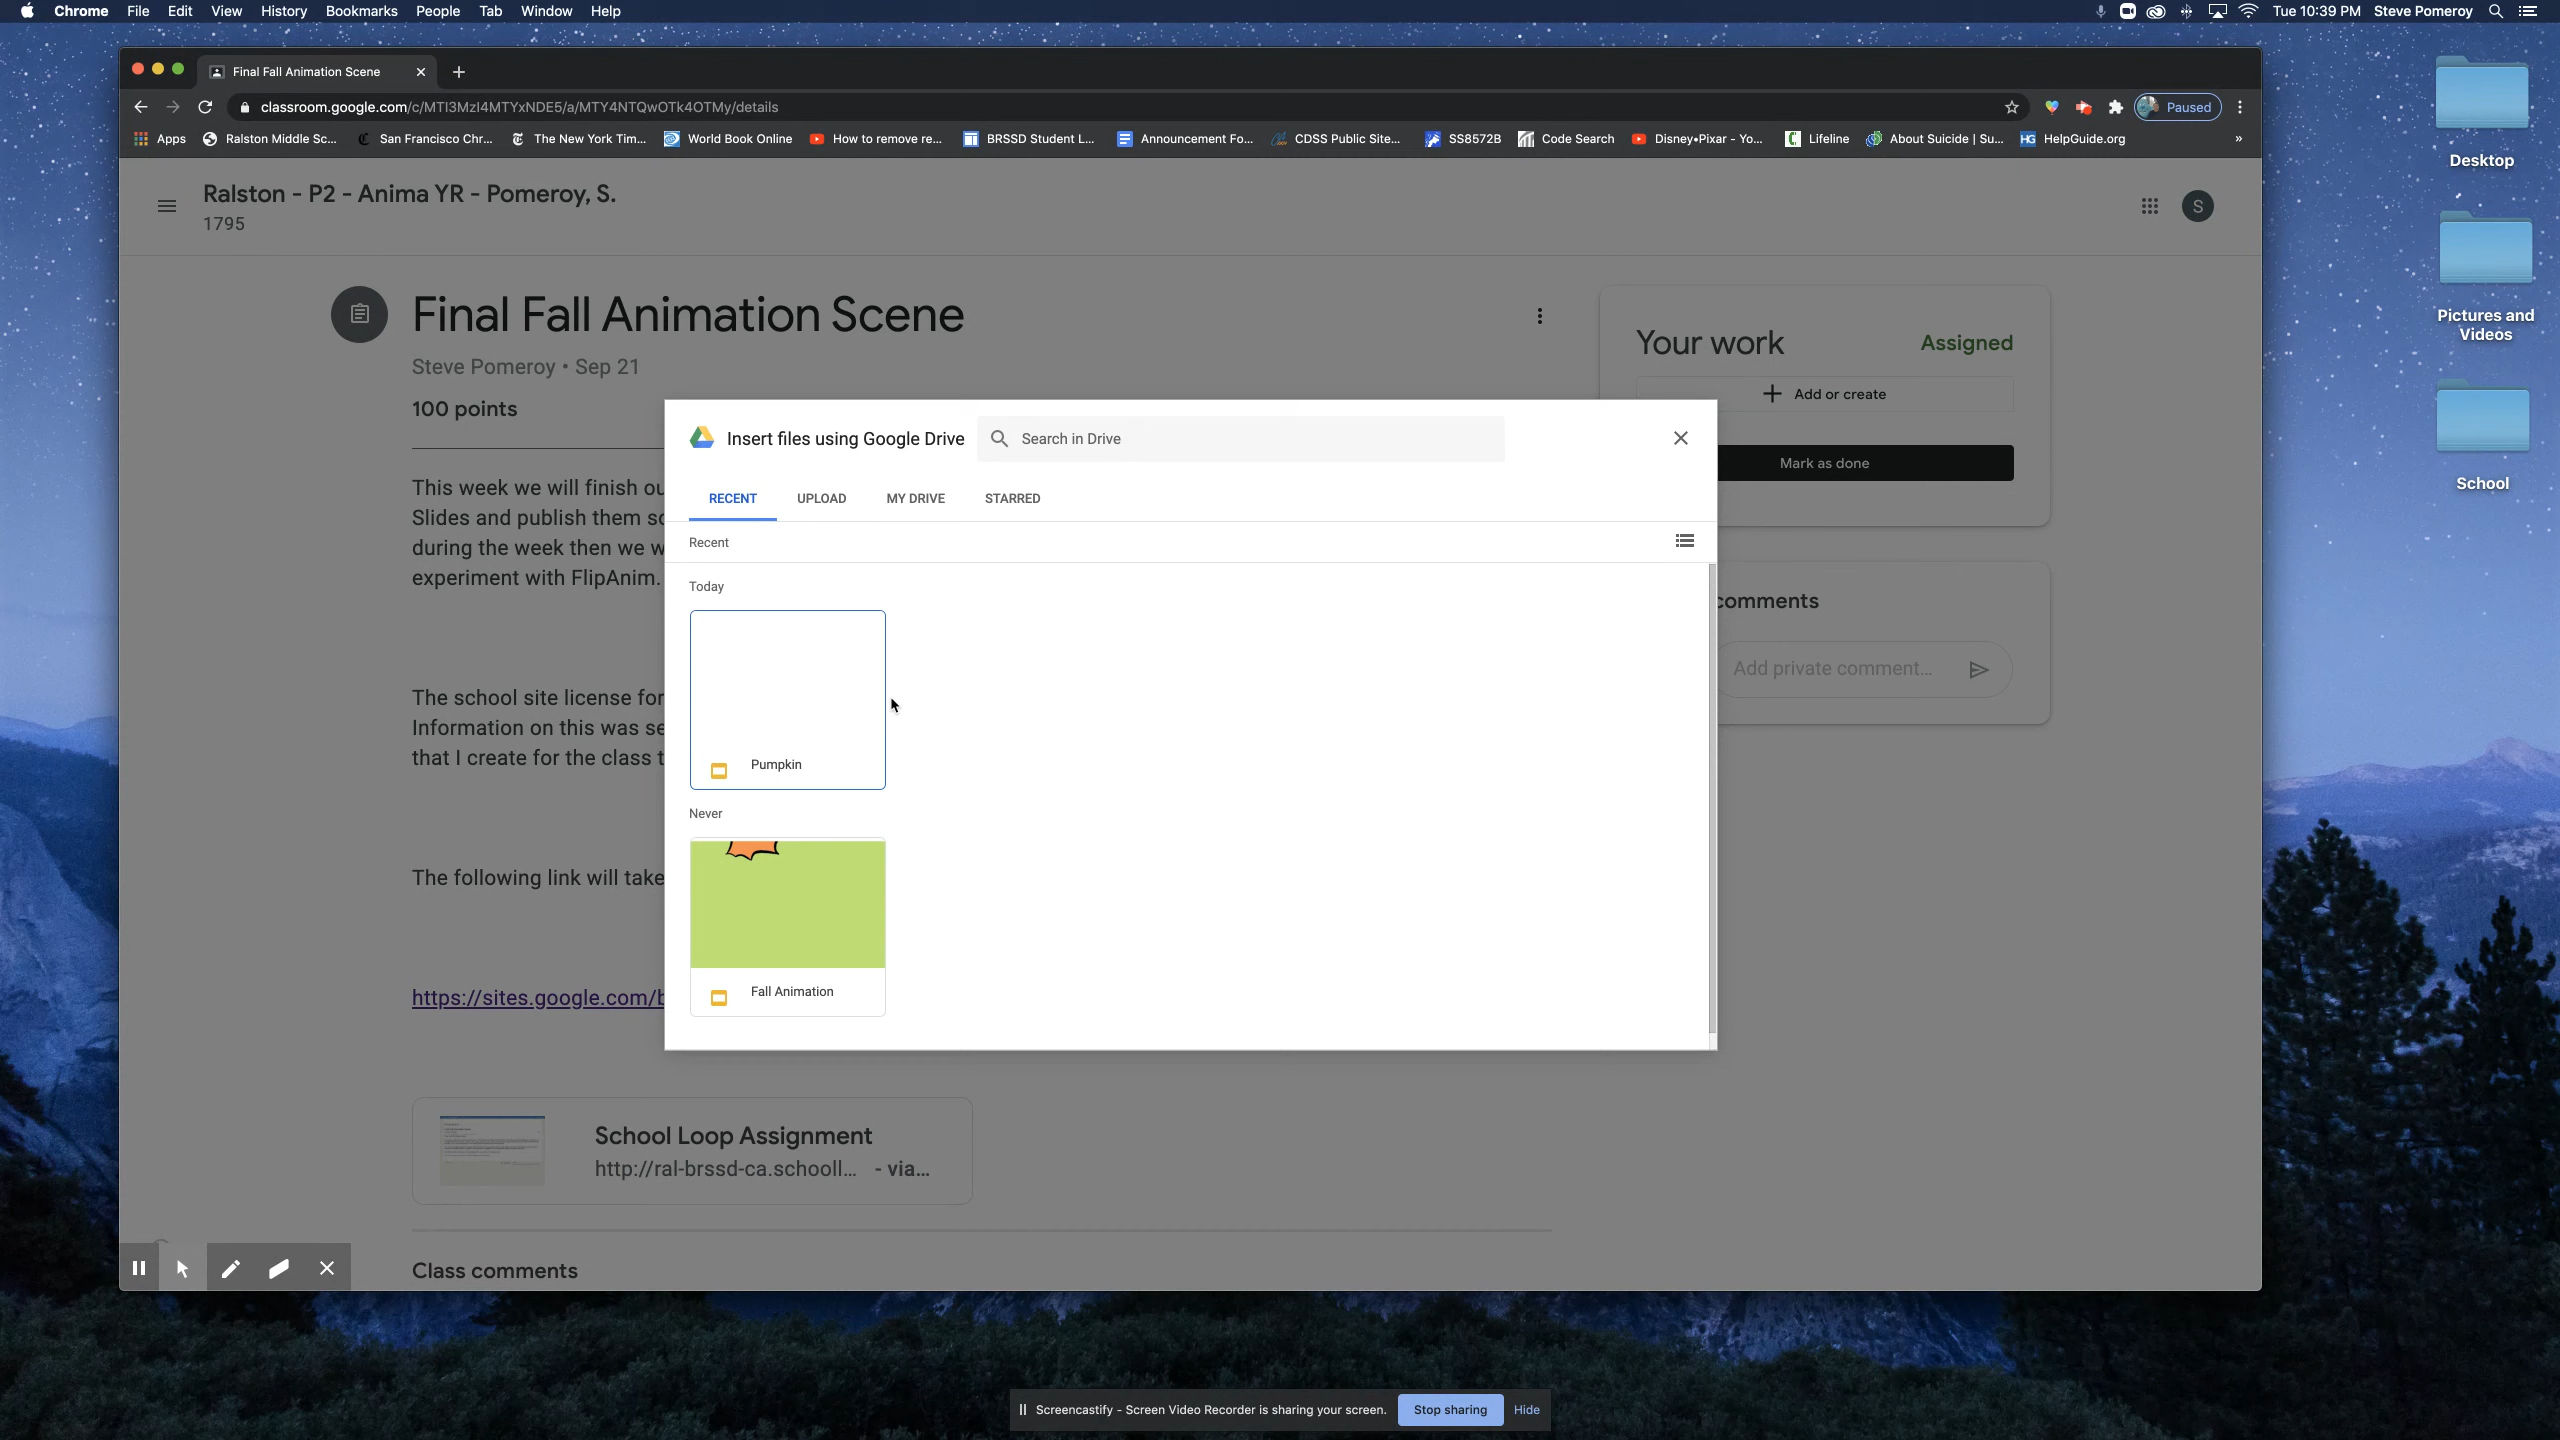 Chrome File Edit View History Bookmarks People Tab Window Help
Tue 10:39 PM Steve Pomeroy
Final Fall Animation Scene
classroom.google.com/c/MTI3MzI4MTYxNDE5/a/MTY4NTQwOTk4OTMy/details
Paused
Apps Ralston Middle Sc... San Francisco Chr... The New York Tim... World Book Online How to remove re... BRSSD Student L... Announcement Fo... CDSS Public Site... SS8572B Code Search Disney•Pixar - Yo... Lifeline About Suicide | Su... HelpGuide.org »
Ralston - P2 - Anima YR - Pomeroy, S.
1795
S
Final Fall Animation Scene
Steve Pomeroy • Sep 21
100 points
This week we will finish ou
Slides and publish them so
during the week then we w
experiment with FlipAnim.
The school site license for
Information on this was se
that I create for the class t
The following link will take
https://sites.google.com/b
School Loop Assignment
http://ral-brssd-ca.schooll... - via...
Class comments
Your work Assigned
Add or create
Mark as done
comments
Add private comment...
Insert files using Google Drive
Search in Drive
RECENT UPLOAD MY DRIVE STARRED
Recent
Today
Pumpkin
Never
Fall Animation
Desktop
Pictures and
Videos
School
Screencastify - Screen Video Recorder is sharing your screen. Stop sharing Hide